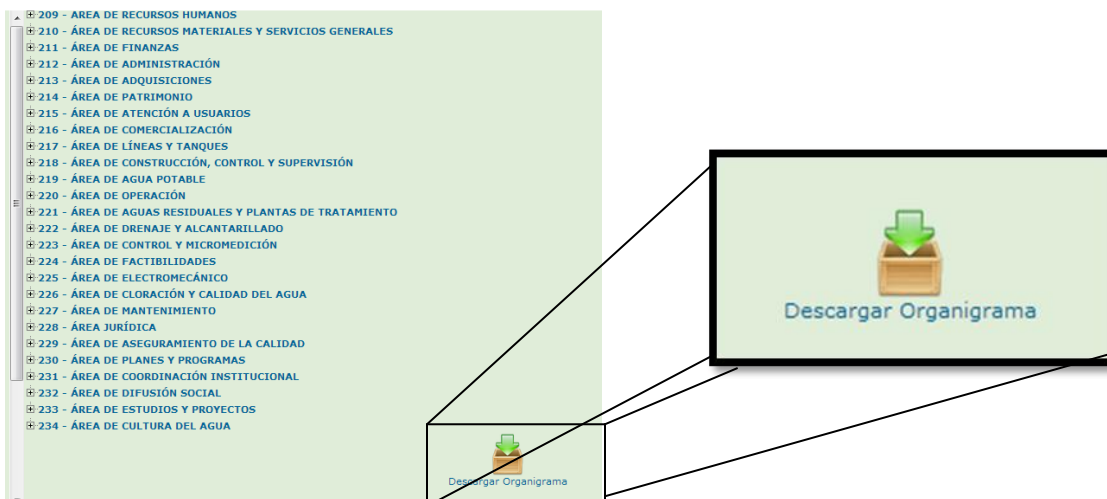 209 - AREA DE RECURSOS HUMANOS
210 - ÁREA DE RECURSOS MATERIALES Y SERVICIOS GENERALES
211 - ÁREA DE FINANZAS
212 - ÁREA DE ADMINISTRACIÓN
213 - ÁREA DE ADQUISICIONES
214 - ÁREA DE PATRIMONIO
215 - ÁREA DE ATENCIÓN A USUARIOS
216 - ÁREA DE COMERCIALIZACIÓN
217 - ÁREA DE LÍNEAS Y TANQUES
218 - ÁREA DE CONSTRUCCIÓN, CONTROL Y SUPERVISIÓN
219 - ÁREA DE AGUA POTABLE
220 - ÁREA DE OPERACIÓN
221 - ÁREA DE AGUAS RESIDUALES Y PLANTAS DE TRATAMIENTO
222 - ÁREA DE DRENAJE Y ALCANTARILLADO
223 - ÁREA DE CONTROL Y MICROMEDICIÓN
224 - ÁREA DE FACTIBILIDADES
225 - ÁREA DE ELECTROMECÁNICO
226 - ÁREA DE CLORACIÓN Y CALIDAD DEL AGUA
227 - ÁREA DE MANTENIMIENTO
228 - ÁREA JURÍDICA
229 - ÁREA DE ASEGURAMIENTO DE LA CALIDAD
230 - ÁREA DE PLANES Y PROGRAMAS
231 - ÁREA DE COORDINACIÓN INSTITUCIONAL
232 - ÁREA DE DIFUSIÓN SOCIAL
233 - ÁREA DE ESTUDIOS Y PROYECTOS
234 - ÁREA DE CULTURA DEL AGUA
Descargar Organigrama
Descargar Organigrama